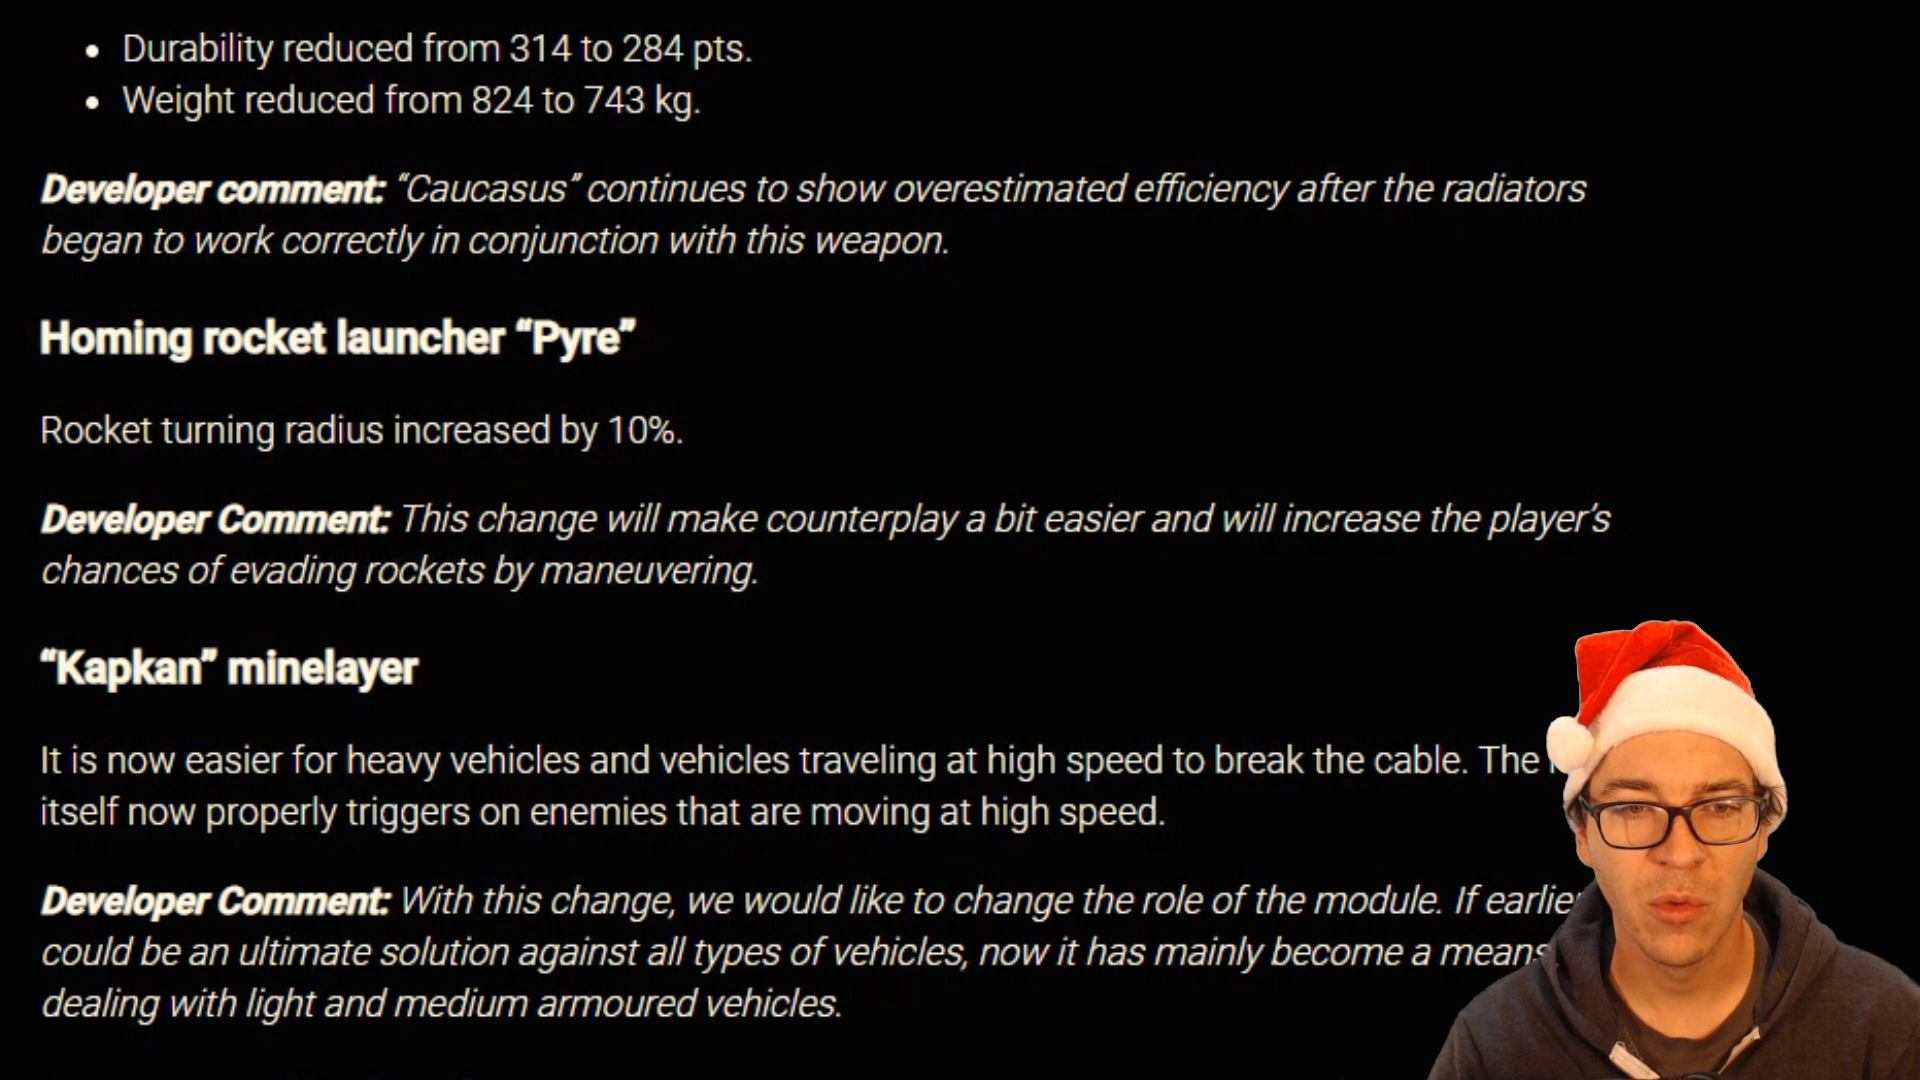 • Durability reduced from 314 to 284 pts.
• Weight reduced from 824 to 743 kg.
Developer comment: “Caucasus” continues to show overestimated efficiency after the radiators
began to work correctly in conjunction with this weapon.
Homing rocket launcher “Pyre”
Rocket turning radius increased by 10%.
Developer Comment: This change will make counterplay a bit easier and will increase the player’s
chances of evading rockets by maneuvering.
“Kapkan” minelayer
It is now easier for heavy vehicles and vehicles traveling at high speed to break the cable. The
itself now properly triggers on enemies that are moving at high speed.
Developer Comment: With this change, we would like to change the role of the module. If earlier
could be an ultimate solution against all types of vehicles, now it has mainly become a means
dealing with light and medium armoured vehicles.